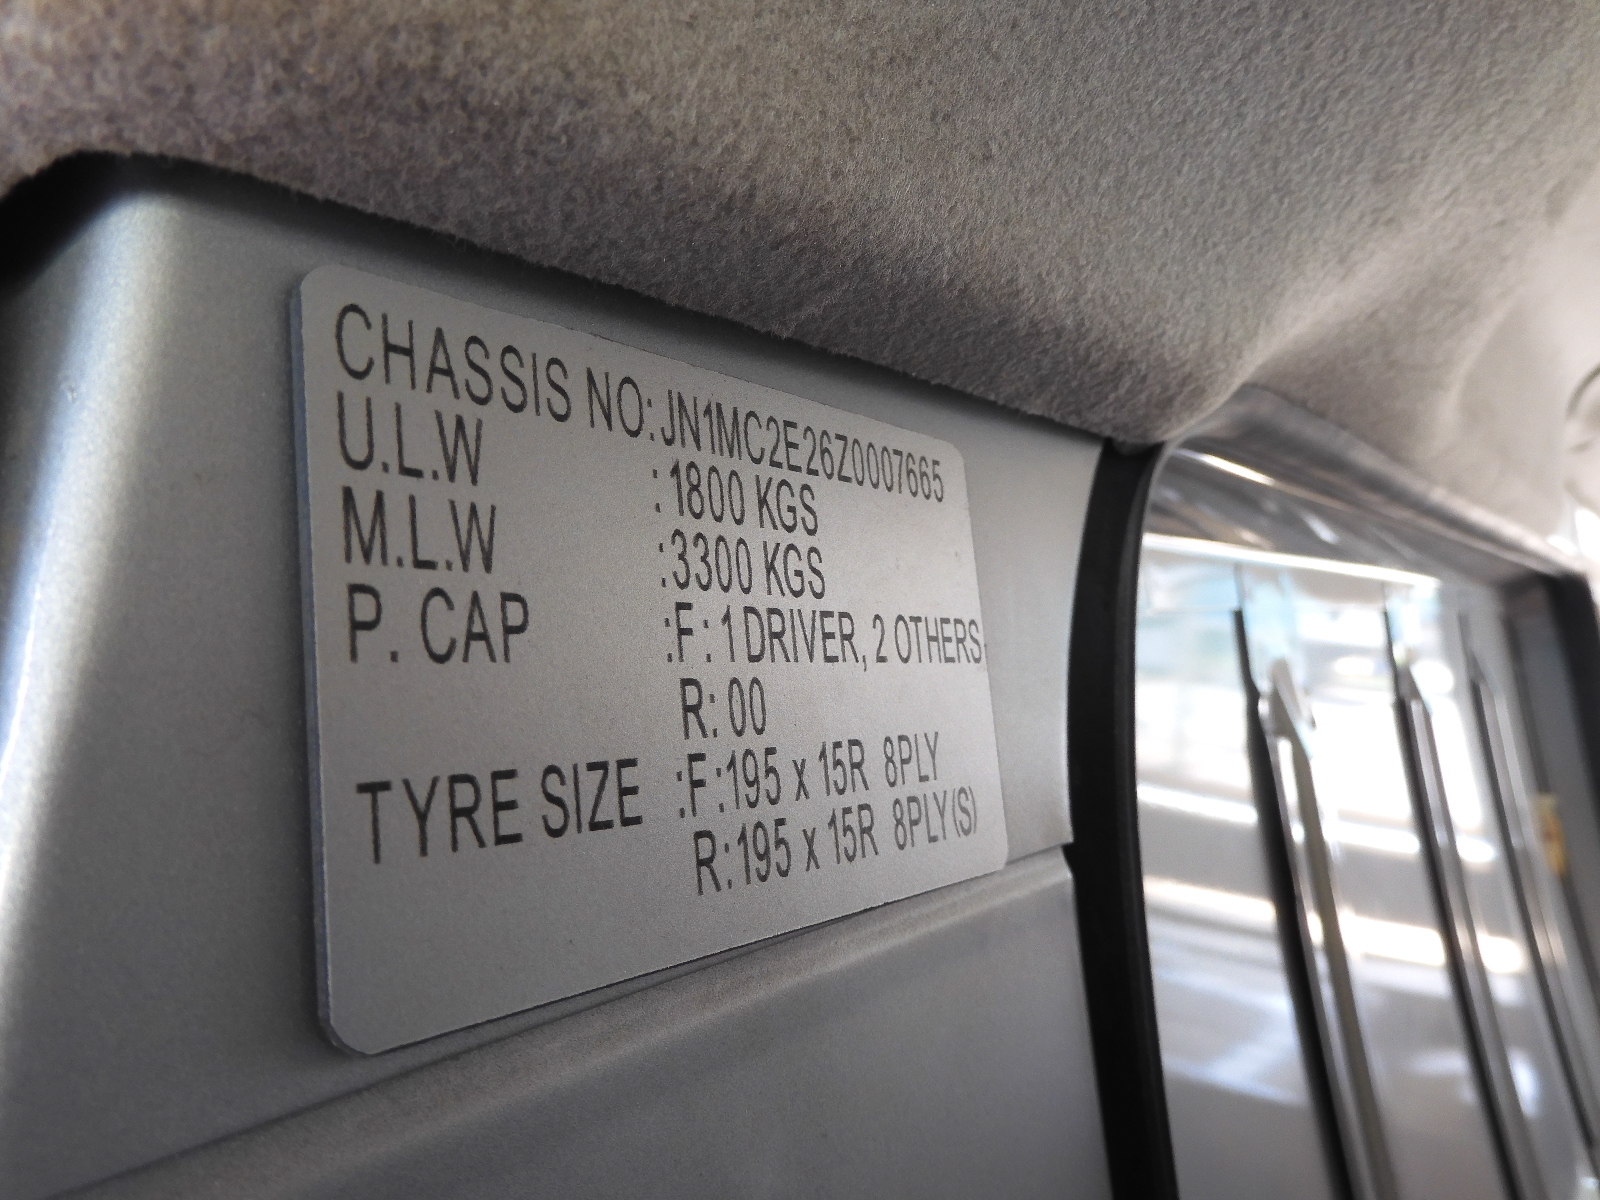 CHASSIS NO:JN1MC2E26Z0007665
U.L.W :1800 KGS
M.L.W :3300 KGS
P. CAP :F: 1 DRIVER, 2 OTHERS
R: 00
TYRE SIZE :F:195 x 15R 8PLY
R:195 x 15R 8PLY(S)